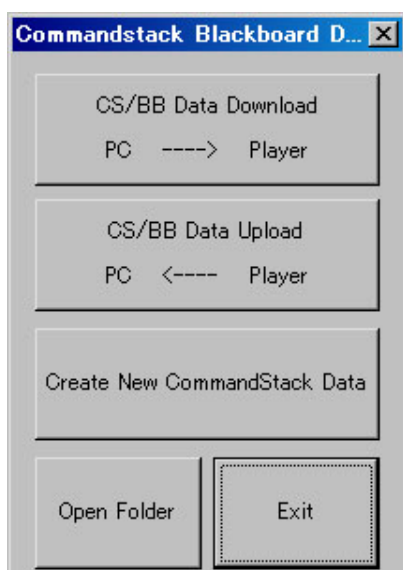 Commandstack Blackboard D...
CS/BB Data Download
PC ----> Player
CS/BB Data Upload
PC <---- Player
Create New CommandStack Data
Open Folder
Exit